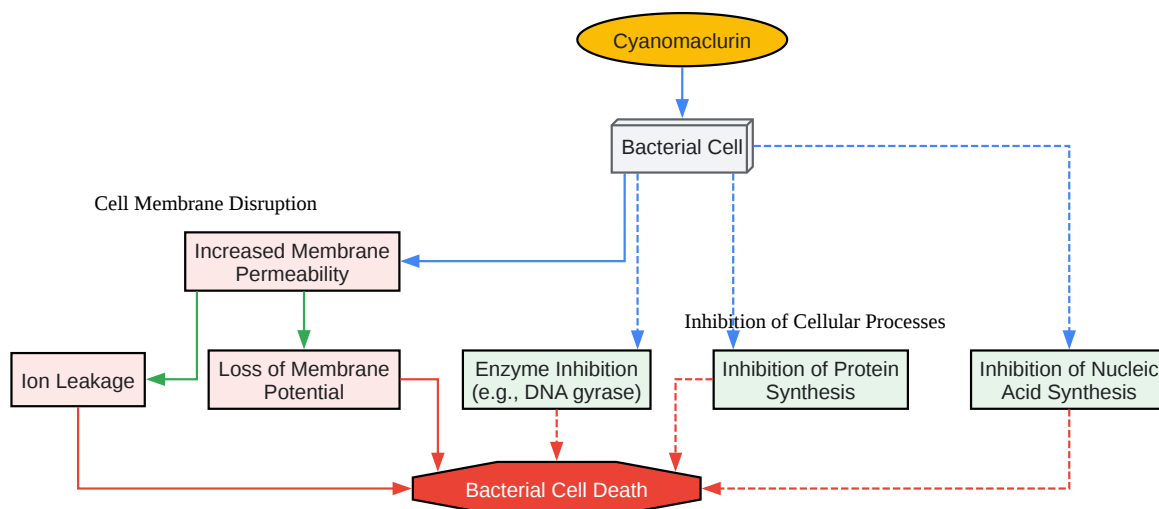 Cyanomaclurin
Bacterial Cell
Cell Membrane Disruption
Increased Membrane
Permeability
Inhibition of Cellular Processes
Ion Leakage
Loss of Membrane
Potential
Enzyme Inhibition
(e.g., DNA gyrase)
Inhibition of Protein
Synthesis
Inhibition of Nucleic
Acid Synthesis
Bacterial Cell Death